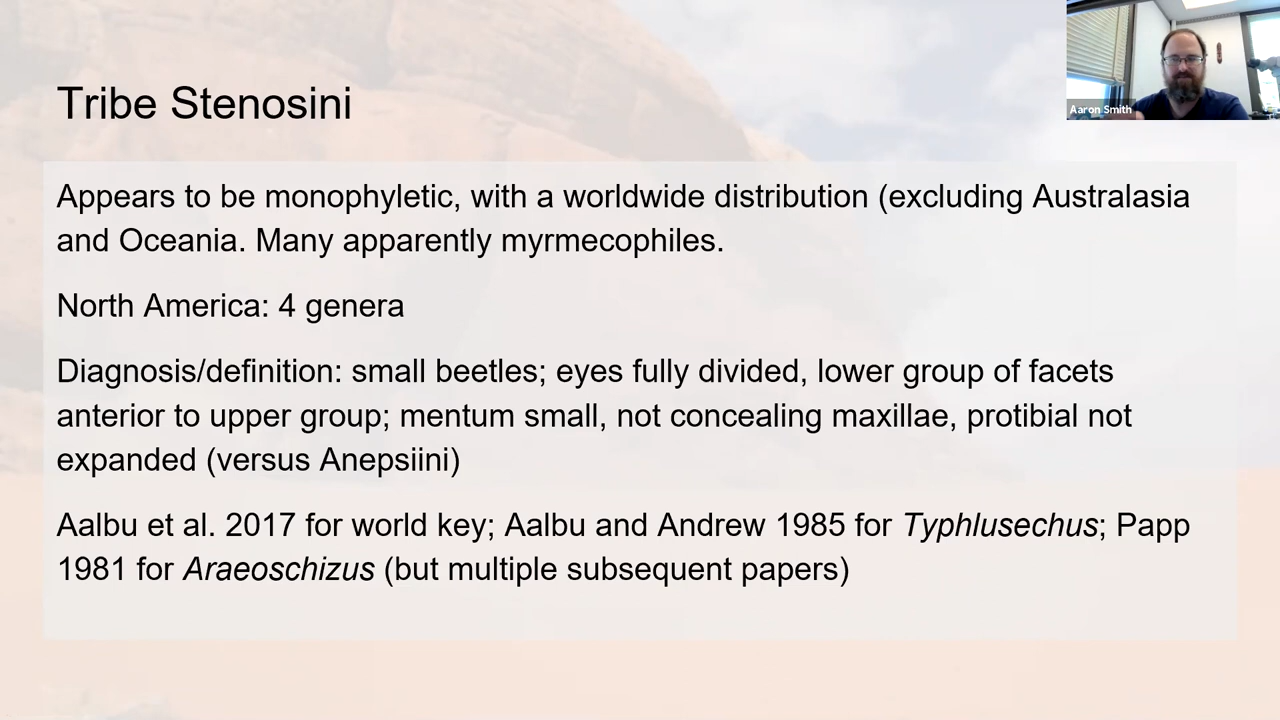 Tribe Stenosini
Aaron Smith
Appears to be monophyletic, with a worldwide distribution (excluding Australasia
and Oceania. Many apparently myrmecophiles.
North America: 4 genera
Diagnosis/definition: small beetles; eyes fully divided, lower group of facets
anterior to upper group; mentum small, not concealing maxillae, protibial not
expanded (versus Anepsiini)
Aalbu et al. 2017 for world key; Aalbu and Andrew 1985 for Typhlusechus; Papp
1981 for Araeoschizus (but multiple subsequent papers)